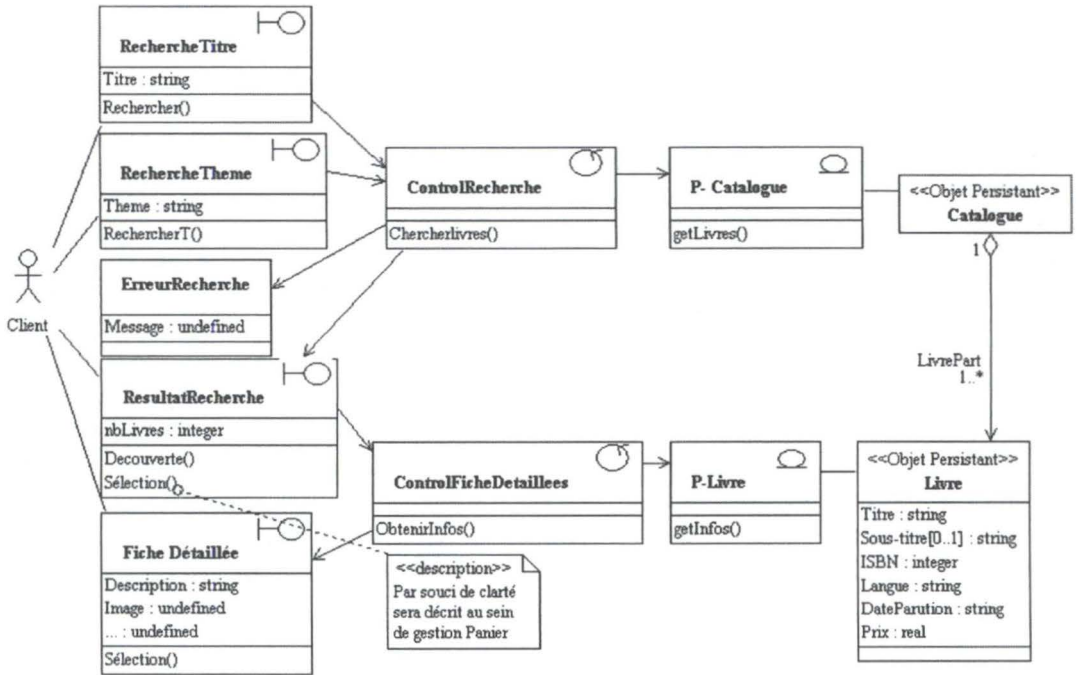 RechercheTitre
Titre : string
Rechercher()
RechercheTheme
Theme : string
RechercherT()
ErreurRecherche
Message : undefined
Client
ResultatRecherche
nbLivres : integer
Decouverte()
Sélection()
Fiche Détaillée
Description : string
Image : undefined
... : undefined
Sélection()
ControlRecherche
Chercherlivres()
ControlFicheDetaillees
ObtenirInfos()
<<description>>
Par souci de clarté
sera décrit au sein
de gestion Panier
P- Catalogue
getLivres()
P-Livre
getInfos()
<<Objet Persistant>>
Catalogue
1
LivrePart
1..*
<<Objet Persistant>>
Livre
Titre : string
Sous-titre[0..1] : string
ISBN : integer
Langue : string
DateParution : string
Prix : real